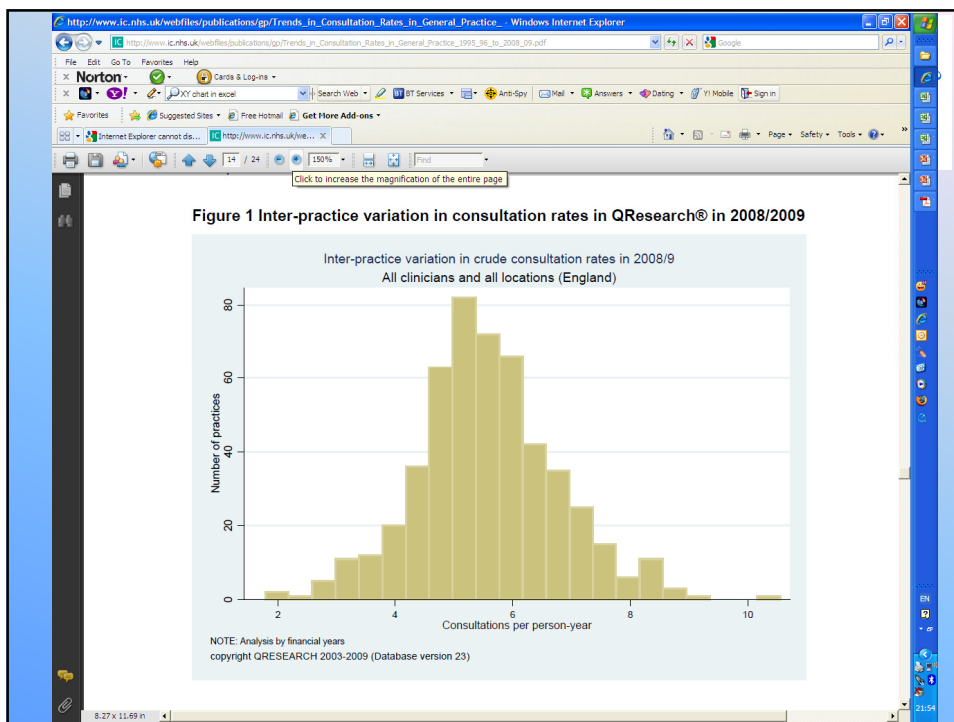 http://www.ic.nhs.uk/webfiles/publications/gp/Trends_in_Consultation_Rates_in_General_Practice_ - Windows Internet Explorer
http://www.ic.nhs.uk/webfiles/publications/gp/Trends_in_Consultation_Rates_in_General_Practice_1995_96_to_2008_09.pdf Google
File Edit Go To Favorites Help
x Norton Cards & Log-ins
x Y! XY chart in excel Search Web BT BT Services Anti-Spy Mail Answers Dating Y! Mobile Sign in
Favorites Suggested Sites Free Hotmail Get More Add-ons
Internet Explorer cannot dis... IC http://www.ic.nhs.uk/we... X Page Safety Tools »
14 / 24 150% Find
Click to increase the magnification of the entire page
Figure 1 Inter-practice variation in consultation rates in QResearch® in 2008/2009
Inter-practice variation in crude consultation rates in 2008/9
All clinicians and all locations (England)
80
60
40
20
0
Number of practices
2 4 6 8 10
Consultations per person-year
NOTE: Analysis by financial years
copyright QRESEARCH 2003-2009 (Database version 23)
EN
8.27 x 11.69 in
21:54